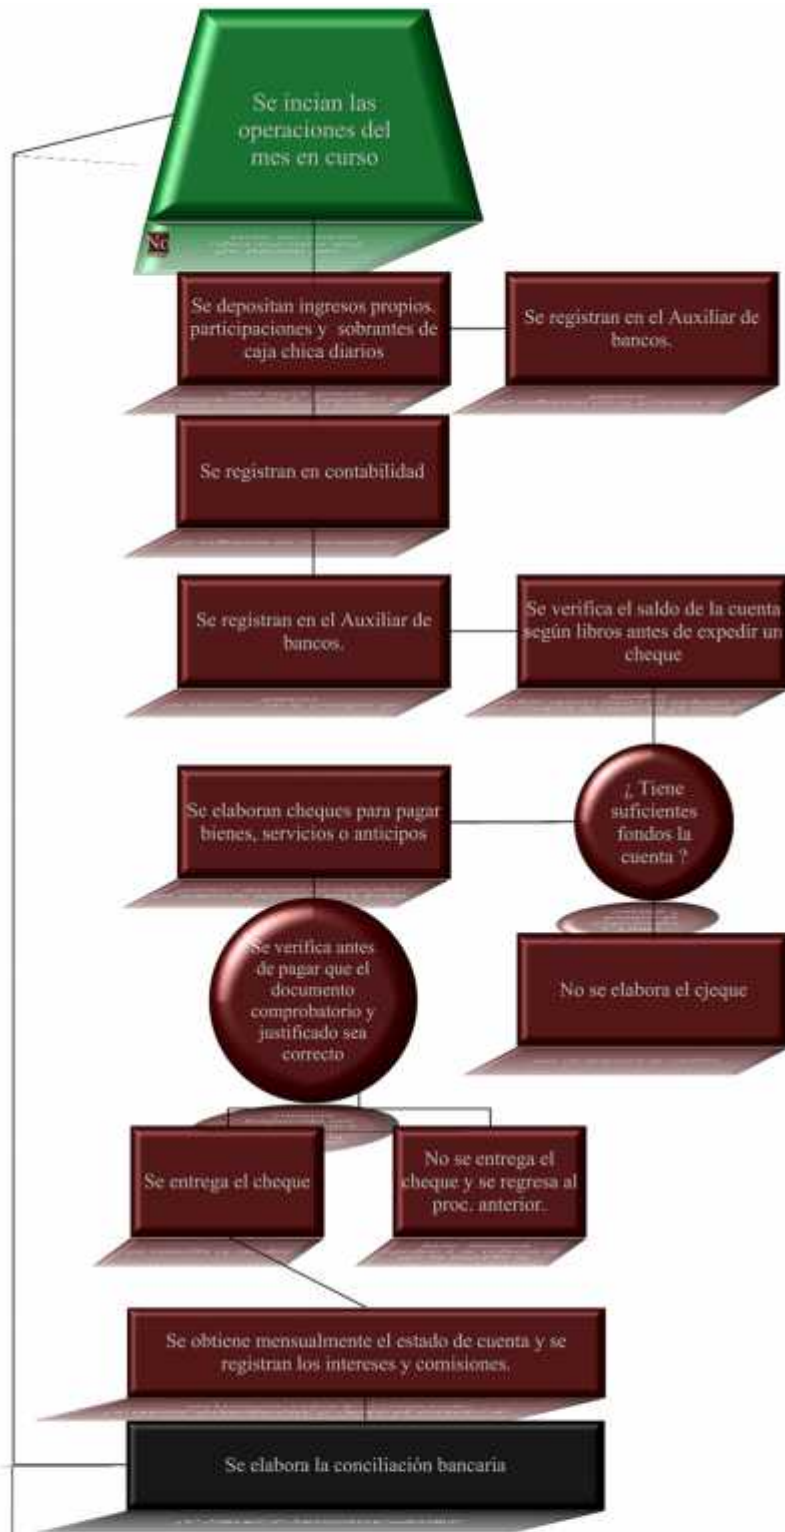 Se incian las
operaciones del
mes en curso
No
Se depositan ingresos propios,
participaciones y sobrantes de
caja chica diarios
Se registran en el Auxiliar de
bancos.
Se registran en contabilidad
Se registran en el Auxiliar de
bancos.
Se verifica el saldo de la cuenta
según libros antes de expedir un
cheque
¿ Tiene
suficientes
fondos la
cuenta ?
Se elaboran cheques para pagar
bienes, servicios o anticipos
No se elabora el cjeque
Se verifica antes
de pagar que el
documento
comprobatorio y
justificado sea
correcto
Se entrega el cheque
No se entrega el
cheque y se regresa al
proc. anterior.
Se obtiene mensualmente el estado de cuenta y se
registran los intereses y comisiones.
Se elabora la conciliación bancaria